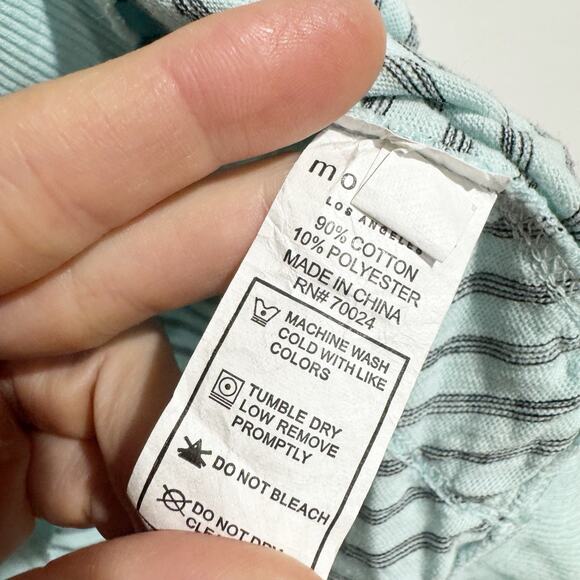 LOS ANGELES
90% COTTON
10% POLYESTER
MADE IN CHINA
RN# 70024
MACHINE WASH
COLD WITH LIKE
COLORS
TUMBLE DRY
LOW REMOVE
PROMPTLY
DO NOT BLEACH
DO NOT DRY